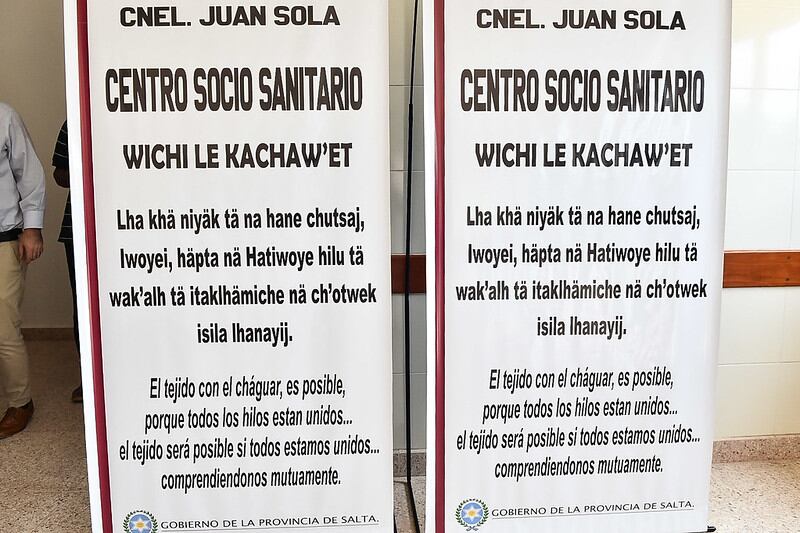 CNEL. JUAN SOLA
CENTRO SOCIO SANITARIO
WICHI LE KACHAW'ET
Lha khä niyäk tä na hane chutsaj,
lwoyei, häpta nä Hatiwoye hilu tä
wak'alh tä itaklhämiche nä ch'otwek
isila lhanayij.
El tejido con el cháguar, es posible,
porque todos los hilos estan unidos...
el tejido será posible si todos estamos unidos...
comprendiendonos mutuamente.
GOBIERNO DE LA PROVINCIA DE SALTA.
CNEL. JUAN SOLA
CENTRO SOCIO SANITARIO
WICHI LE KACHAW'ET
Lha khä niyäk tä na hane chutsaj,
lwoyei, häpta nä Hatiwoye hilu tä
wak'alh tä itaklhämiche nä ch'otwek
isila lhanayij.
El tejido con el cháguar, es posible,
porque todos los hilos estan unidos...
el tejido será posible si todos estamos unidos...
comprendiendonos mutuamente.
GOBIERNO DE LA PROVINCIA DE SALTA.